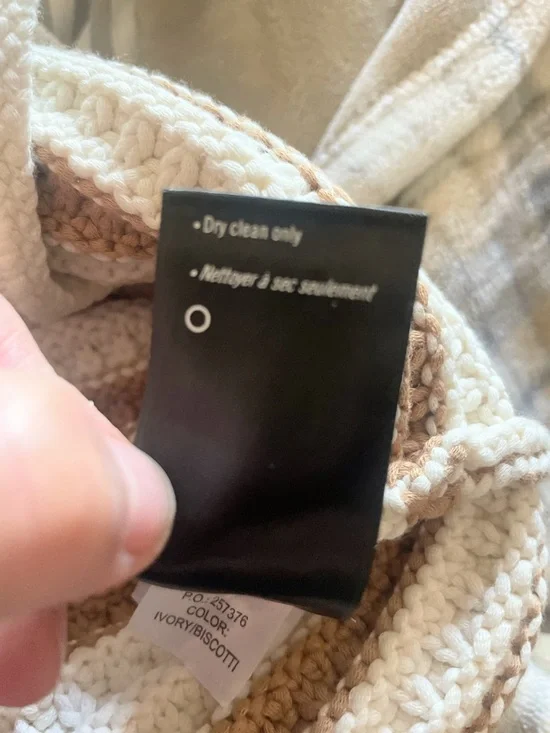 •Dry clean only
•Nettoyer à sec seulement
P.O.:257376
COLOR:
IVORY/BISCOTTI